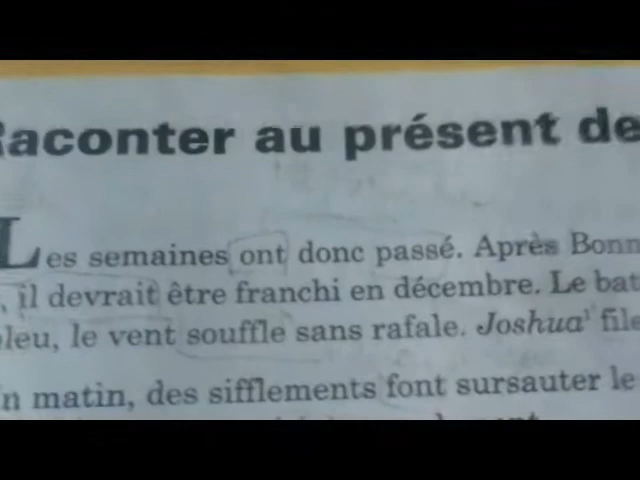 Raconter au présent de
Les semaines ont donc passé. Après Bonn
, il devrait être franchi en décembre. Le bat
bleu, le vent souffle sans rafale. Joshua¹ file
n matin, des sifflements font sursauter le